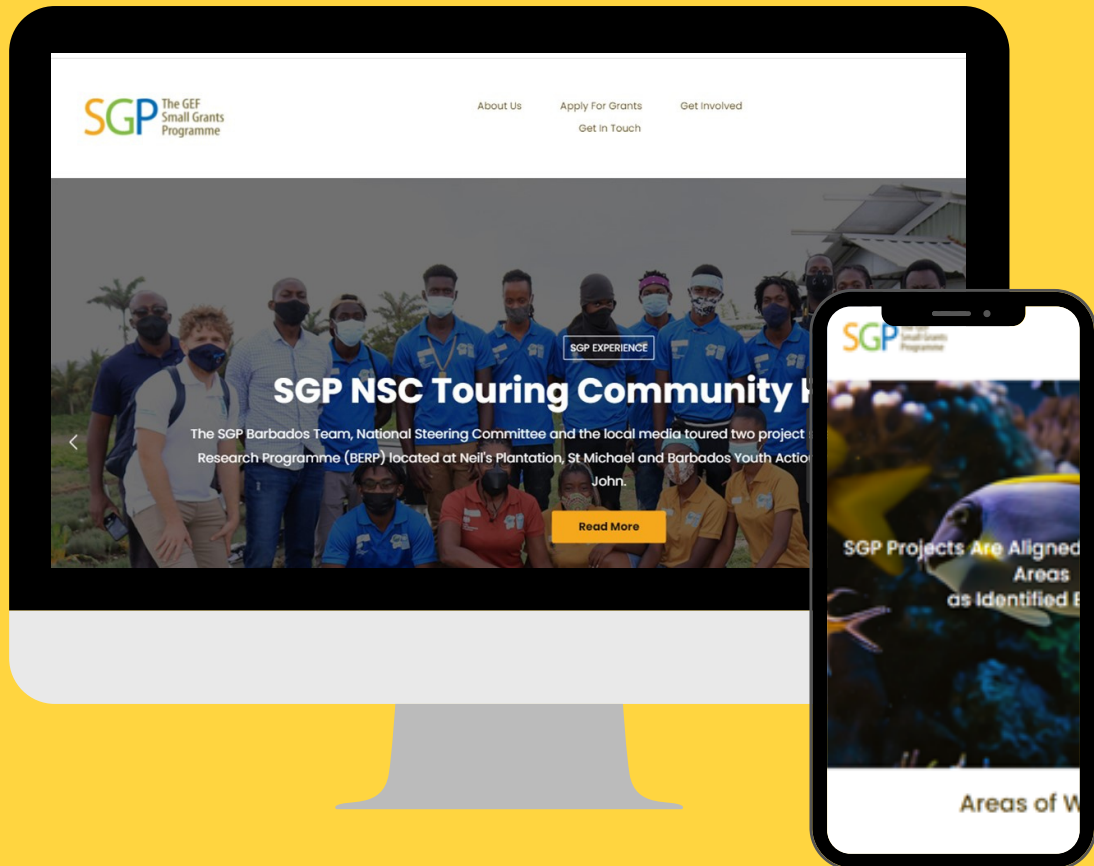 SGP The GEF
Small Grants
Programme
About Us Apply For Grants Get Involved
Get In Touch
SGP EXPERIENCE
SGP NSC Touring Community
The SGP Barbados Team, National Steering Committee and the local media toured two project
Research Programme (BERP) located at Neil's Plantation, St Michael and Barbados Youth Actio
John.
Read More
SGP The GEF
Small Grants
Programme
SGP Projects Are Aligned
Areas
as Identified
Areas of W